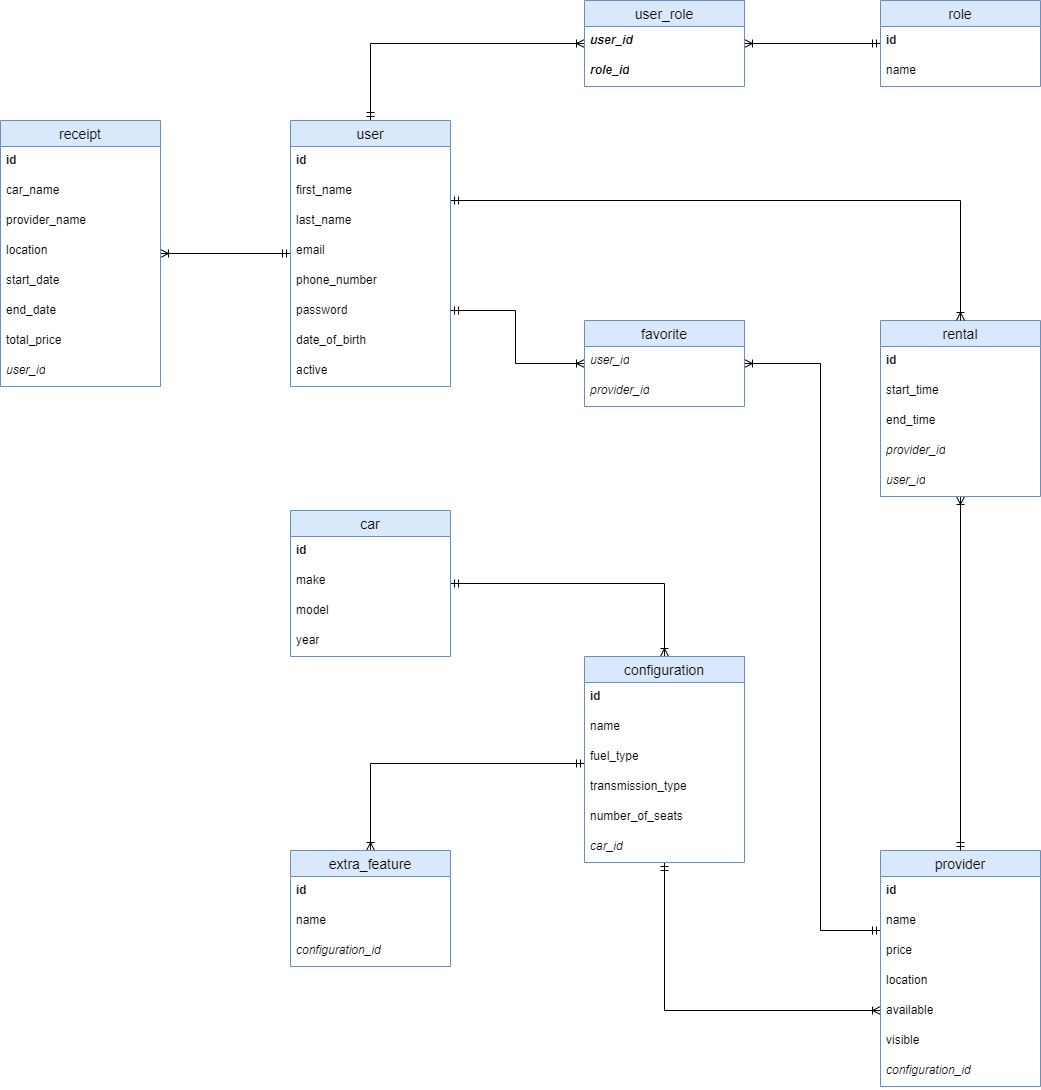 user_role
user_id
role_id
role
id
name
receipt
id
car_name
provider_name
location
start_date
end_date
total_price
user_id
user
id
first_name
last_name
email
phone_number
password
date_of_birth
active
favorite
user_id
provider_id
rental
id
start_time
end_time
provider_id
user_id
car
id
make
model
year
configuration
id
name
fuel_type
transmission_type
number_of_seats
car_id
extra_feature
id
name
configuration_id
provider
id
name
price
location
available
visible
configuration_id